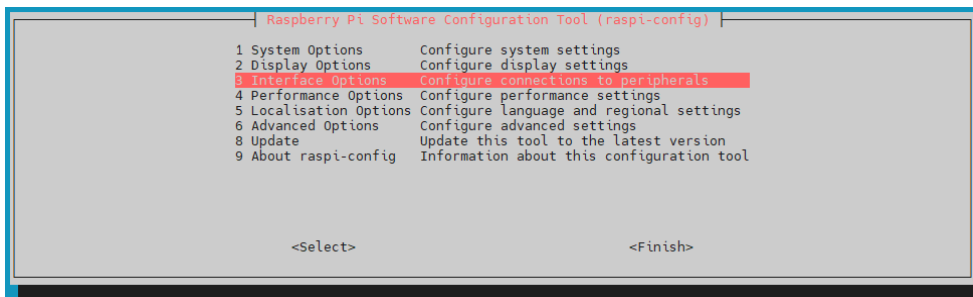 Raspberry Pi Software Configuration Tool (raspi-config)
1 System Options Configure system settings
2 Display Options Configure display settings
3 Interface Options Configure connections to peripherals
4 Performance Options Configure performance settings
5 Localisation Options Configure language and regional settings
6 Advanced Options Configure advanced settings
8 Update Update this tool to the latest version
9 About raspi-config Information about this configuration tool
<Select> <Finish>